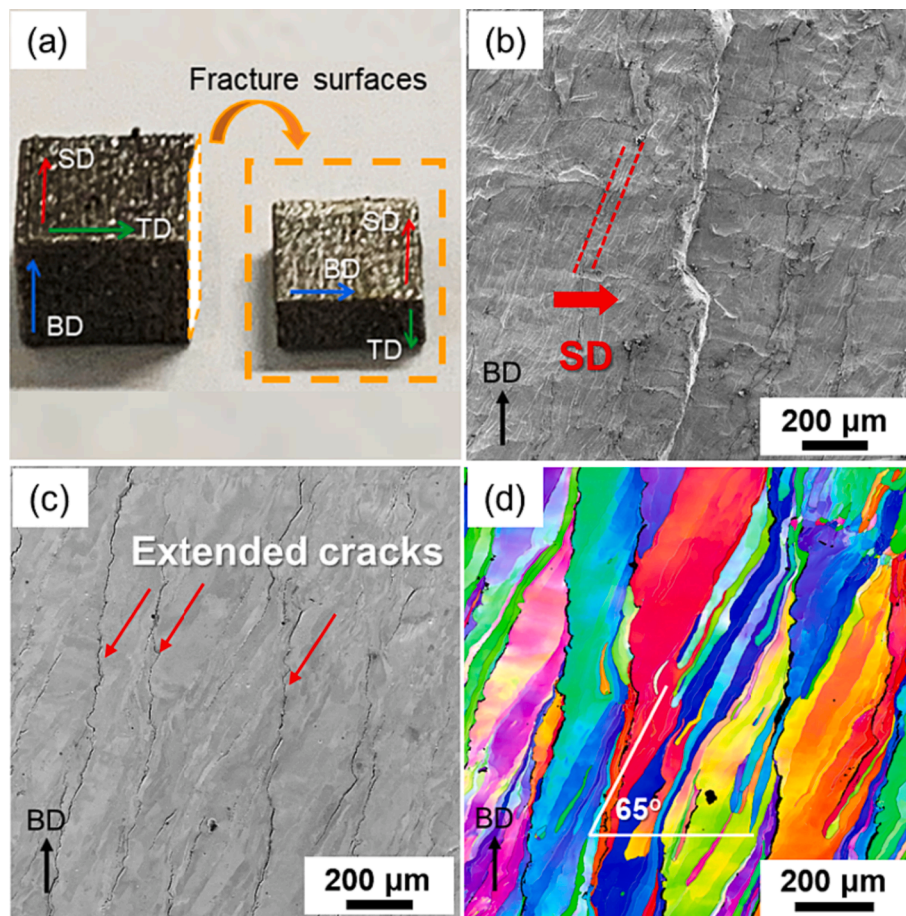 (a)
Fracture surfaces
SD
TD
BD
SD
BD
TD
(b)
SD
BD
200 μm
(c)
Extended cracks
BD
200 μm
(d)
65°
BD
200 μm